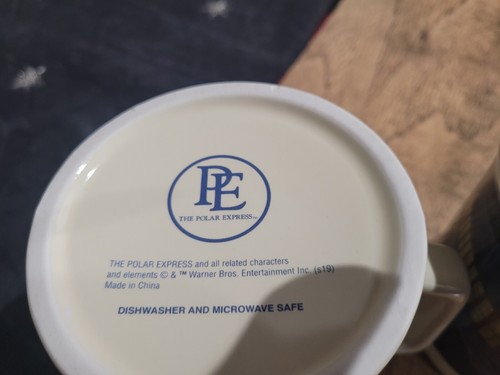 PE
THE POLAR EXPRESS™
THE POLAR EXPRESS and all related characters
and elements © & ™ Warner Bros. Entertainment Inc. (s19)
Made in China
DISHWASHER AND MICROWAVE SAFE